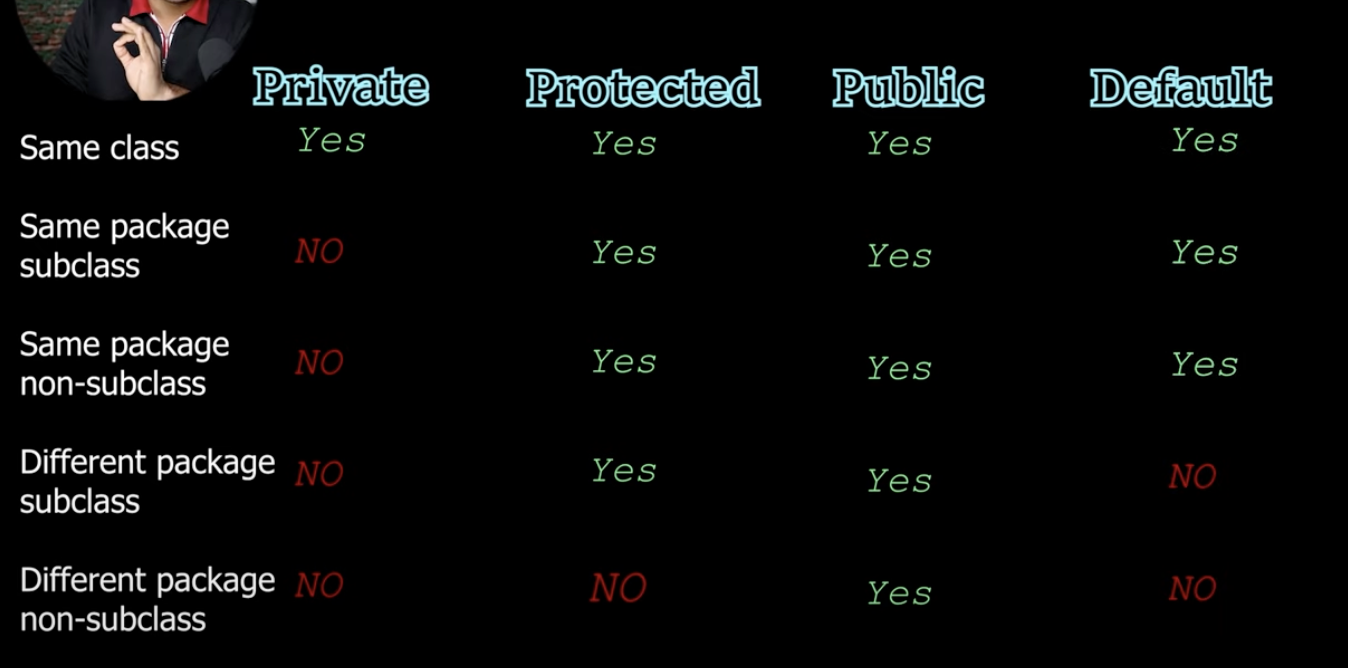 Private Protected Public Default
Same class Yes Yes Yes Yes
Same package
subclass NO Yes Yes Yes
Same package
non-subclass NO Yes Yes Yes
Different package
subclass NO Yes Yes NO
Different package
non-subclass NO NO Yes NO